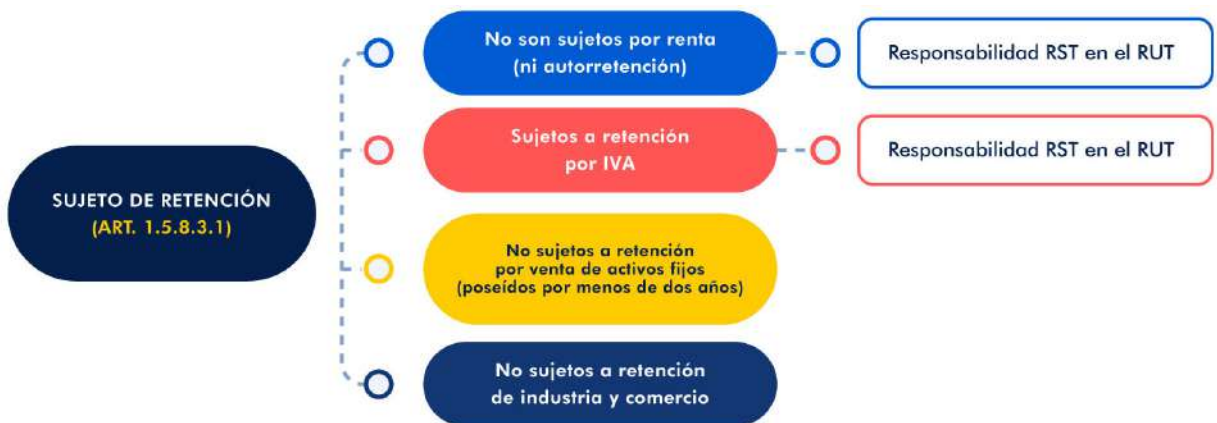 SUJETO DE RETENCIÓN
(ART. 1.5.8.3.1)
No son sujetos por renta
(ni autorretención)
Responsabilidad RST en el RUT
Sujetos a retención
por IVA
Responsabilidad RST en el RUT
No sujetos a retención
por venta de activos fijos
(poseídos por menos de dos años)
No sujetos a retención
de industria y comercio